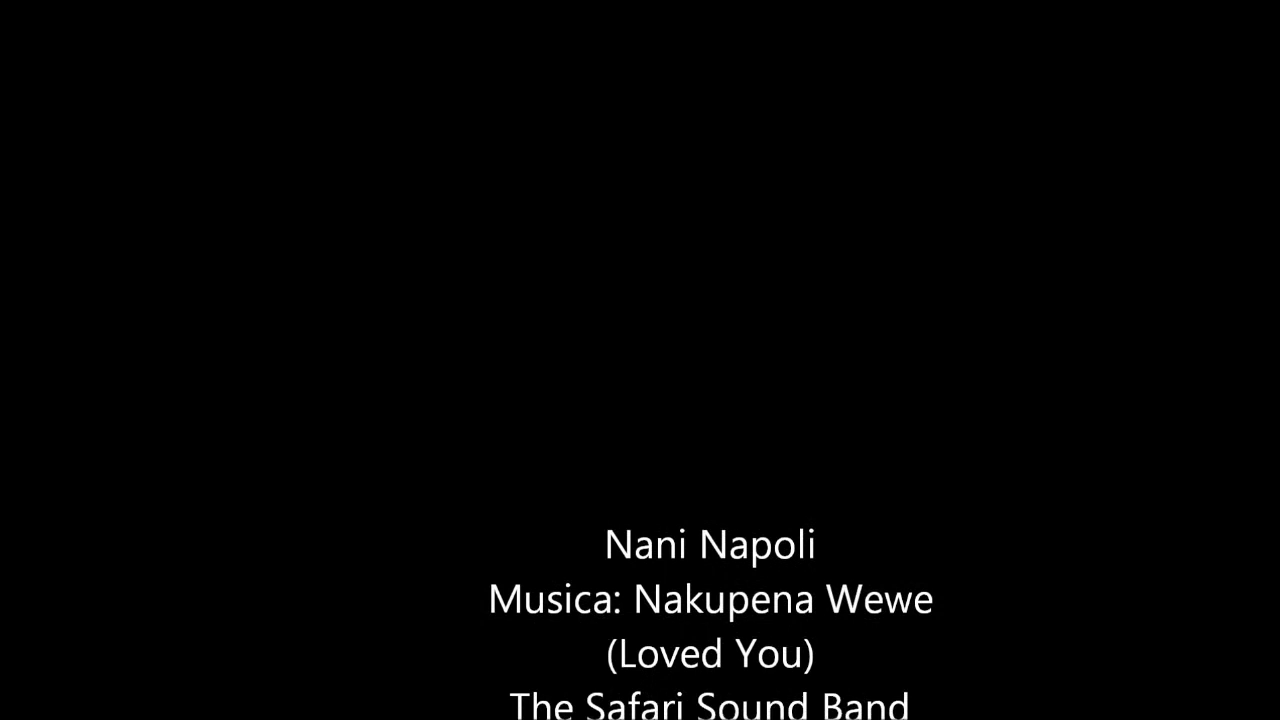 Nani Napoli
Musica: Nakupena Wewe
(Loved You)
The Safari Sound Band